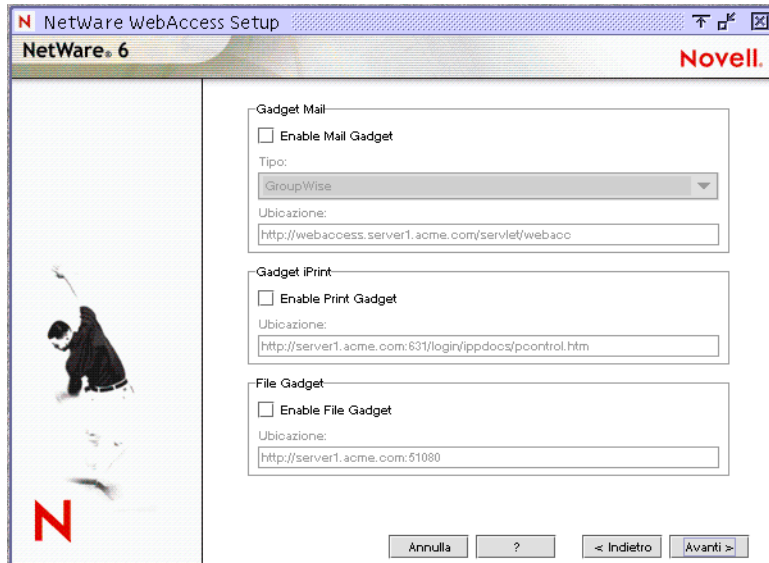 N NetWare WebAccess Setup
NetWare® 6
Novell®
Gadget Mail
Enable Mail Gadget
Tipo:
GroupWise
Ubicazione:
http://webaccess.server1.acme.com/servlet/webacc
Gadget iPrint
Enable Print Gadget
Ubicazione:
http://server1.acme.com:631/login/ippdocs/pcontrol.htm
File Gadget
Enable File Gadget
Ubicazione:
http://server1.acme.com:51080
N
Annulla ? < Indietro Avanti >